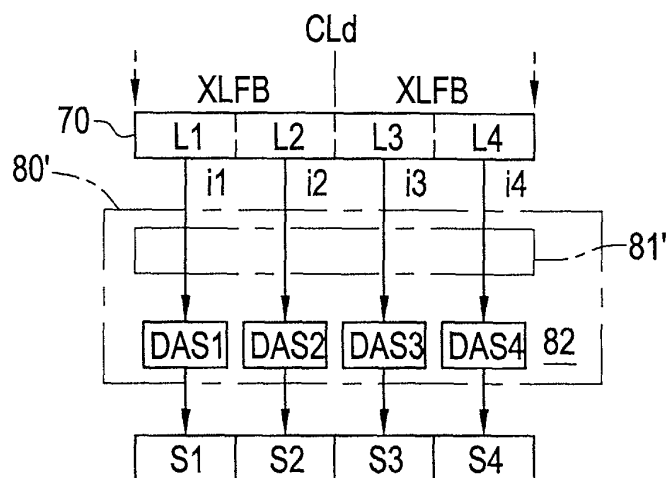 CLd
XLFB XLFB
70 L1 L2 L3 L4
80' i1 i2 i3 i4
81'
DAS1 DAS2 DAS3 DAS4 82
S1 S2 S3 S4